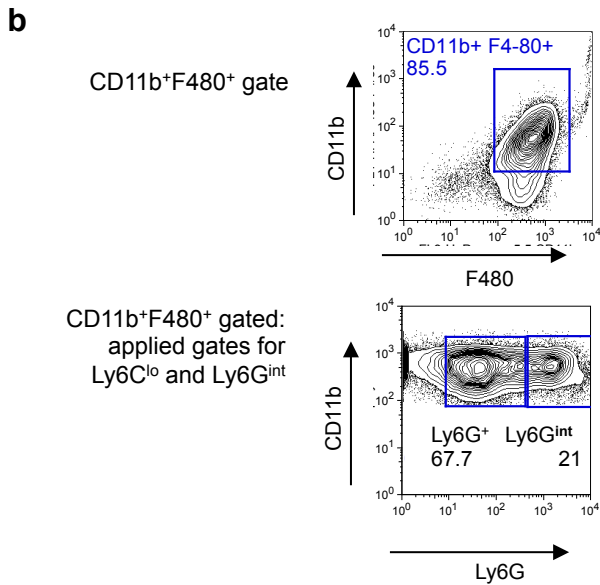 b
CD11b⁺F480⁺ gate
CD11b+ F4-80+
85.5
10⁴
10³
10²
10¹
10⁰
CD11b
10⁰ 10¹ 10² 10³ 10⁴
F480
CD11b⁺F480⁺ gated:
applied gates for
Ly6Cˡᵒ and Ly6Gⁱⁿᵗ
10⁴
10³
10²
10¹
10⁰
CD11b
Ly6G⁺ Ly6Gⁱⁿᵗ
67.7 21
10⁰ 10¹ 10² 10³ 10⁴
Ly6G